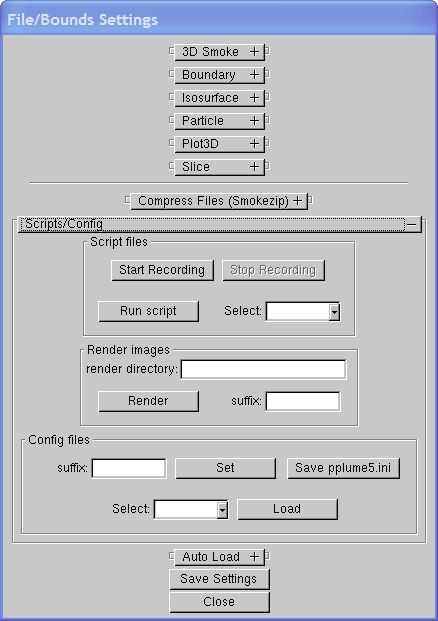 File/Bounds Settings
3D Smoke +
Boundary +
Isosurface +
Particle +
Plot3D +
Slice +
Compress Files (Smokezip) +
Scripts/Config —
Script files
Start Recording Stop Recording
Run script Select:
Render images
render directory:
Render suffix:
Config files
suffix: Set Save pplume5.ini
Select: Load
Auto Load +
Save Settings
Close